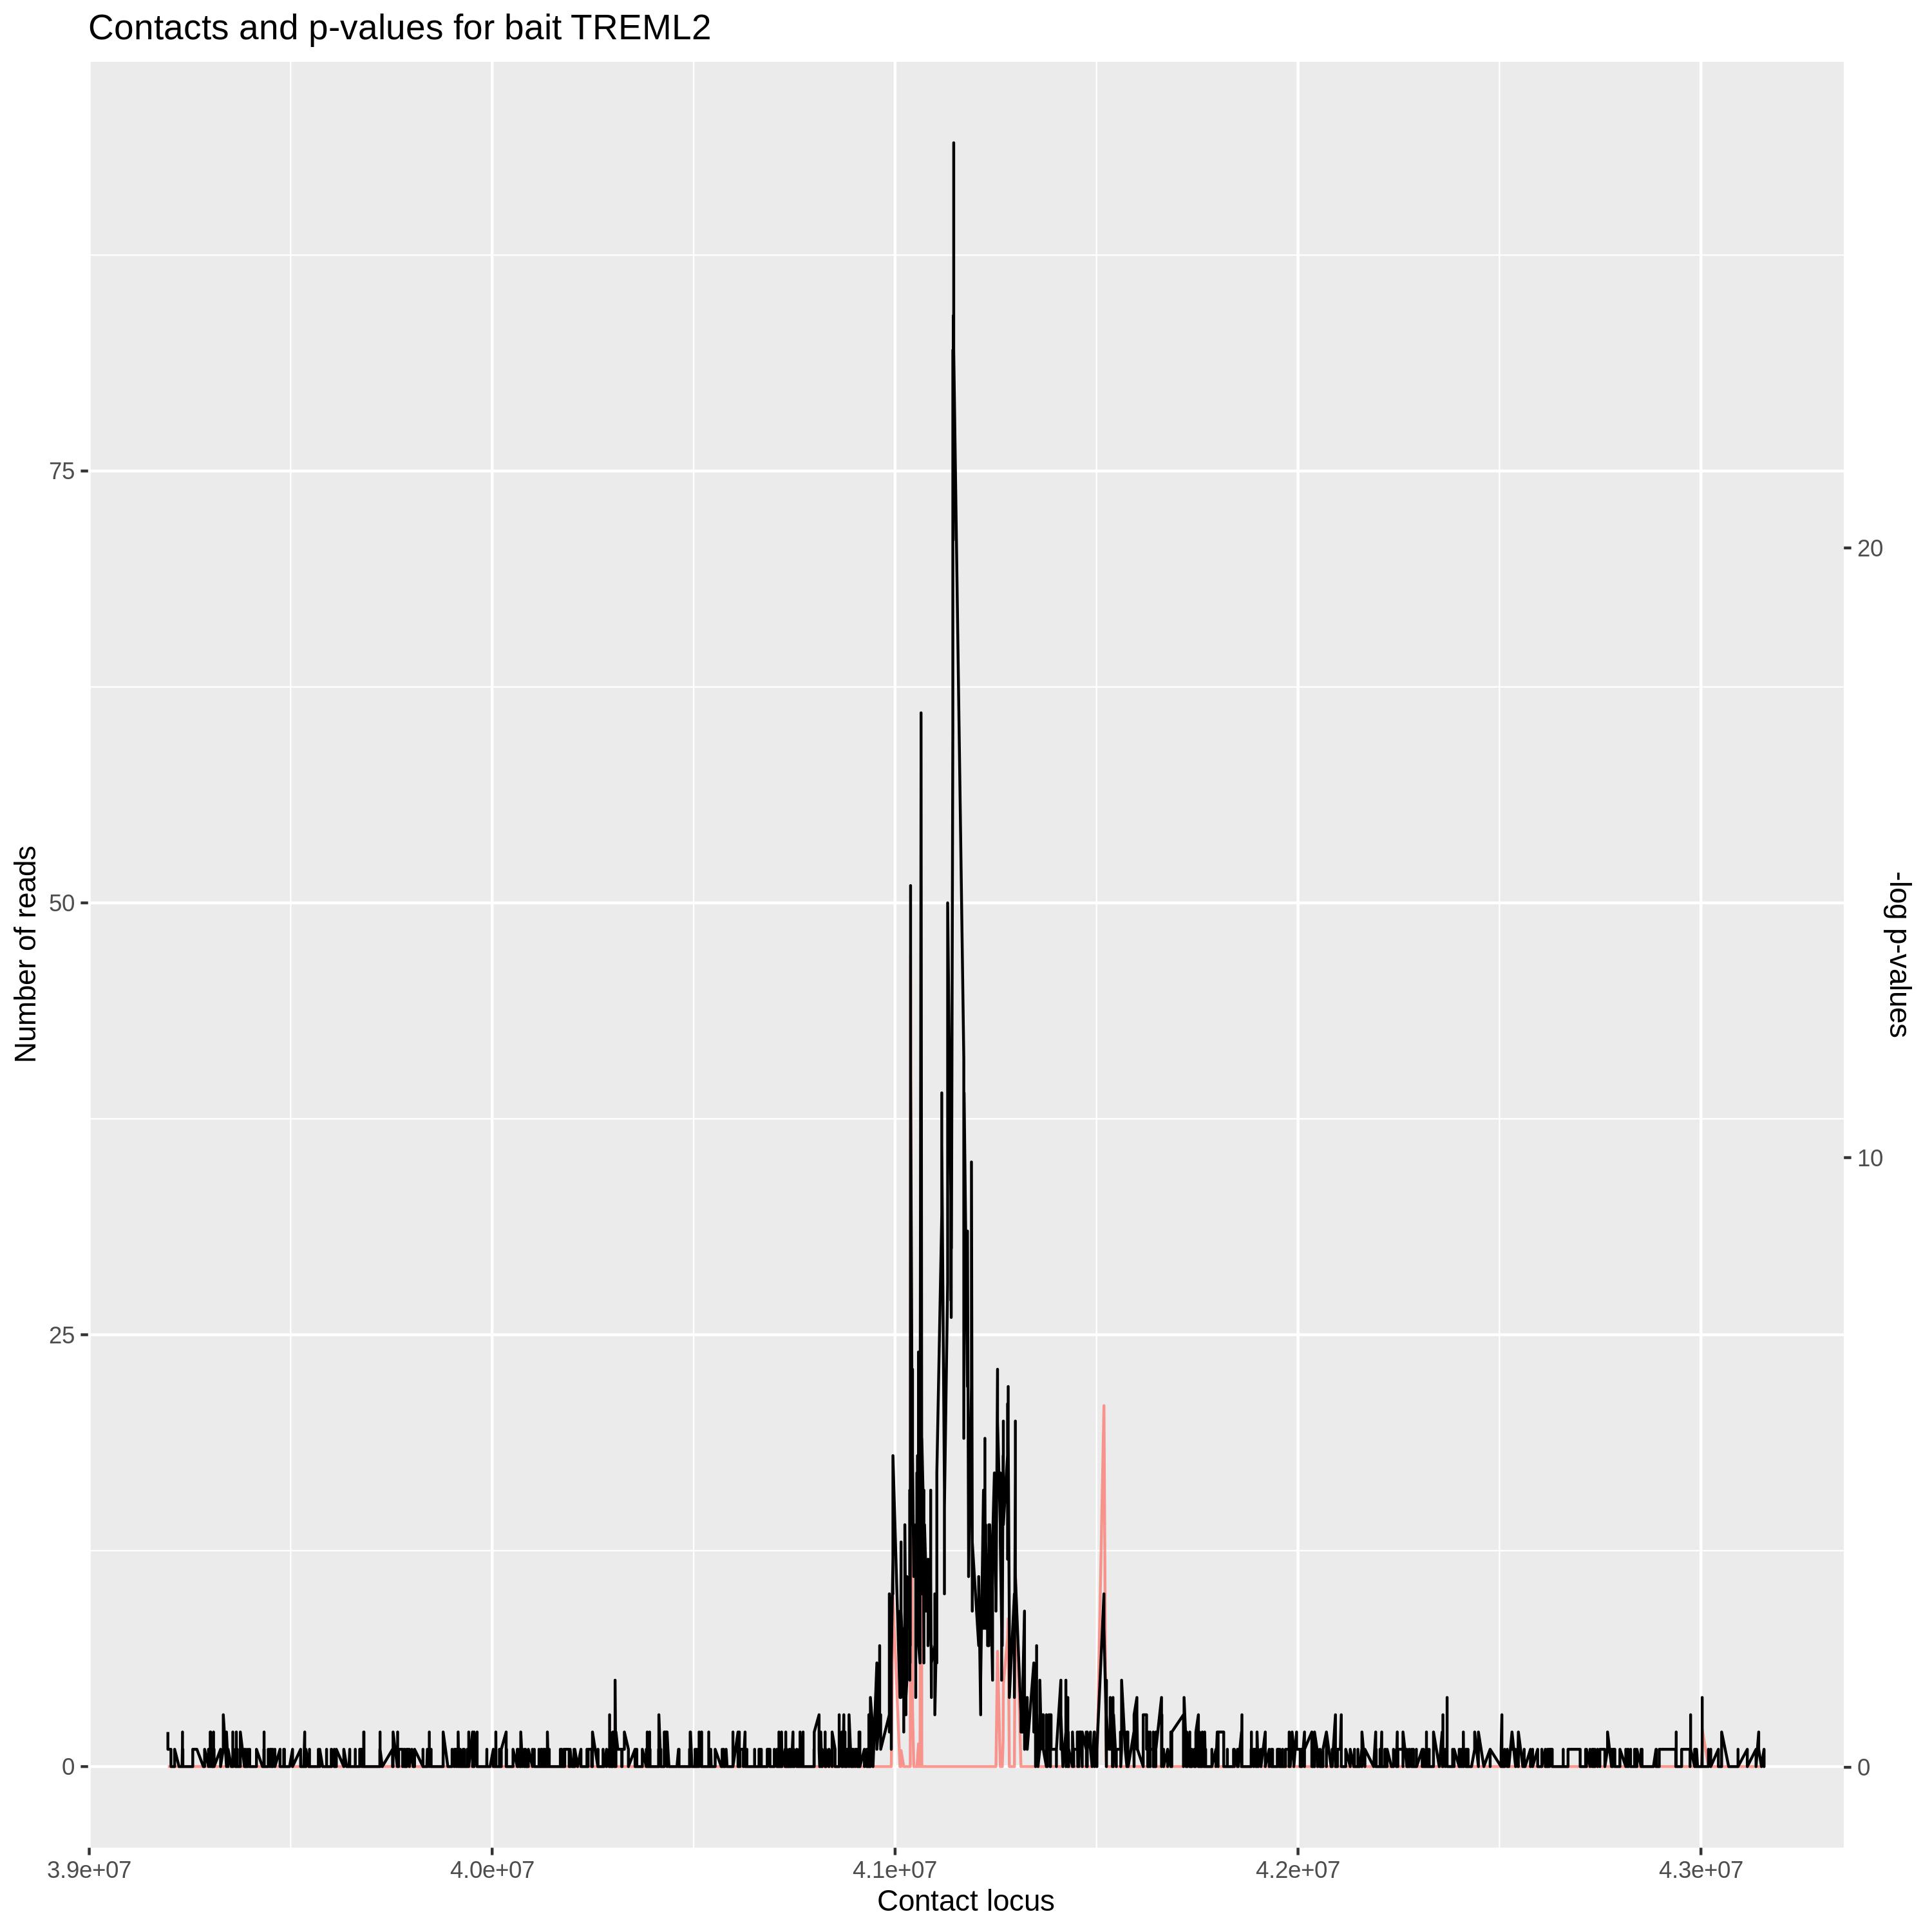 Contacts and p-values for bait TREML2
75
50
25
0
Number of reads
20
10
0
-log p-values
3.9e+07 4.0e+07 4.1e+07 4.2e+07 4.3e+07
Contact locus